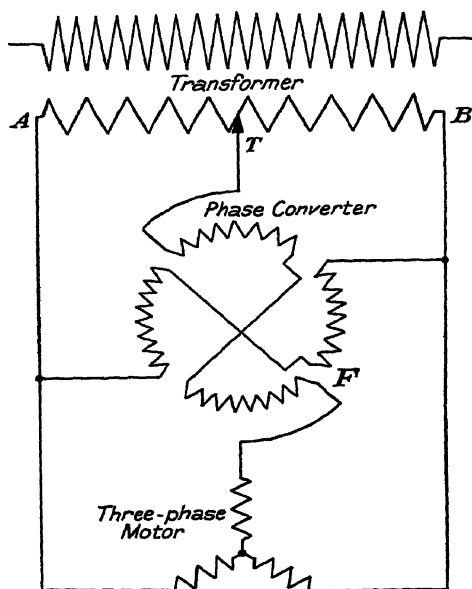 Transformer
A
B
T
Phase Converter
F
Three-phase
Motor